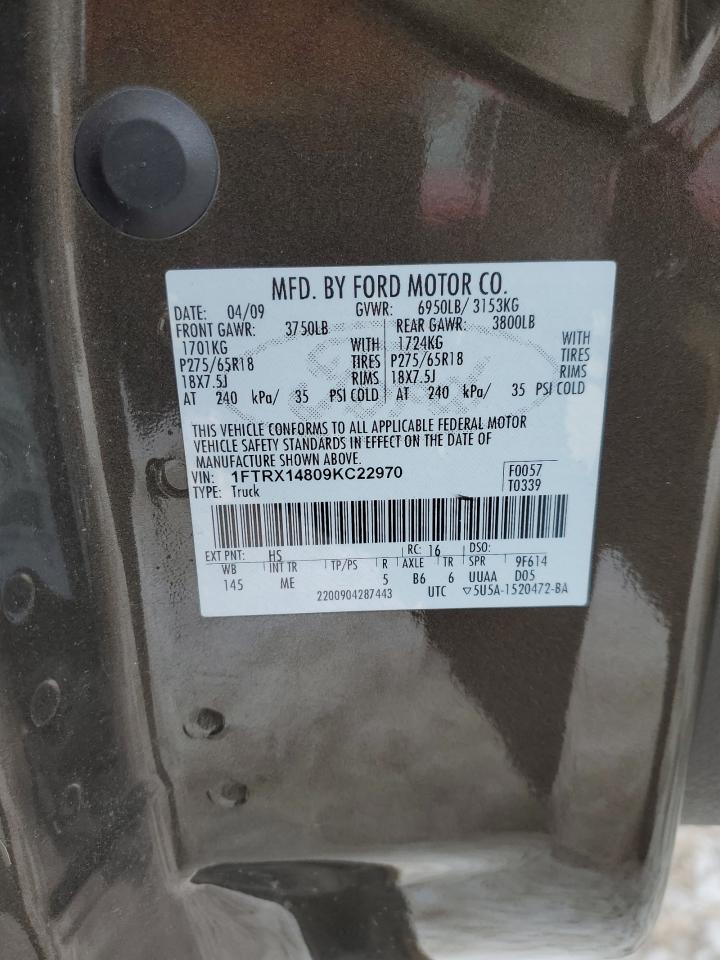 MFD. BY FORD MOTOR CO.
DATE: 04/09 GVWR: 6950LB/ 3153KG
FRONT GAWR: 3750LB REAR GAWR: 3800LB
1701KG WITH 1724KG WITH
P275/65R18 TIRES P275/65R18 TIRES
18X7.5J RIMS 18X7.5J RIMS
AT 240 kPa/ 35 PSI COLD AT 240 kPa/ 35 PSI COLD
THIS VEHICLE CONFORMS TO ALL APPLICABLE FEDERAL MOTOR
VEHICLE SAFETY STANDARDS IN EFFECT ON THE DATE OF
MANUFACTURE SHOWN ABOVE.
VIN: 1FTRX14809KC22970 F0057
TYPE: Truck T0339
EXT PNT: HS RC: 16 DSO:
WB INT TR TP/PS R AXLE TR SPR 9F614
145 ME 5 B6 6 UUAA D05
2200904287443 UTC ▽5U5A-1520472-BA